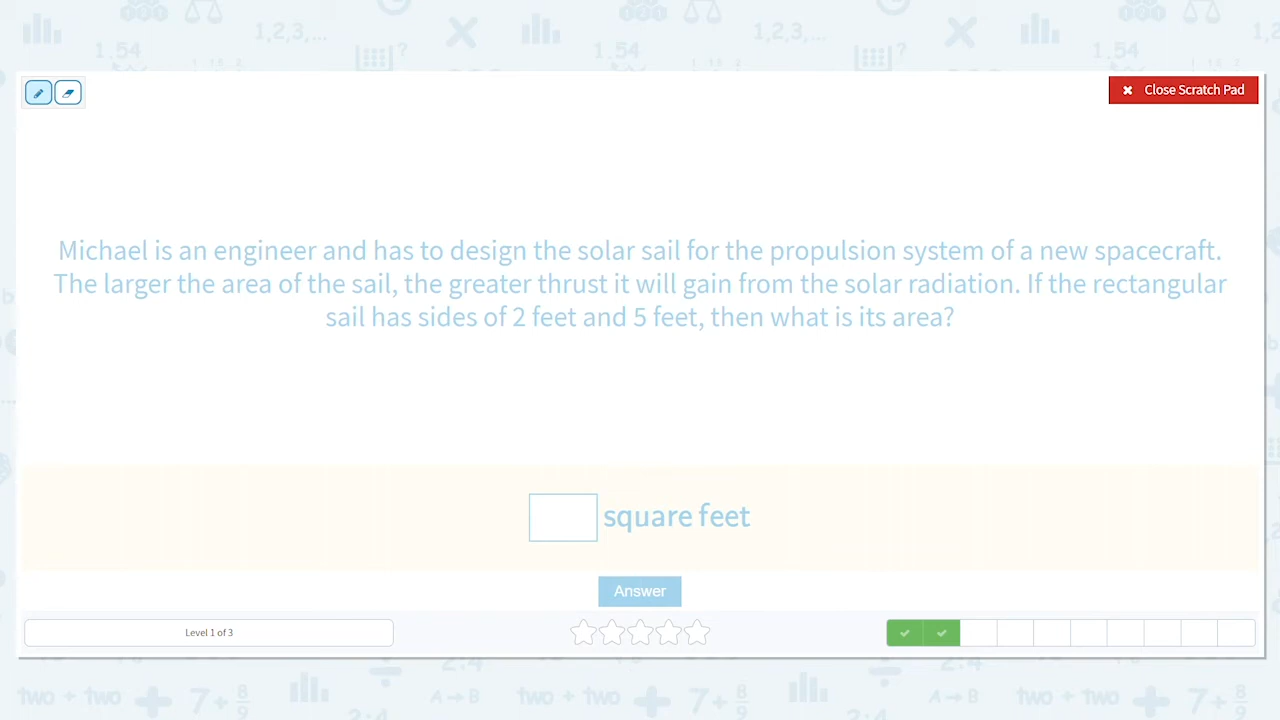 Close Scratch Pad
Michael is an engineer and has to design the solar sail for the propulsion system of a new spacecraft.
The larger the area of the sail, the greater thrust it will gain from the solar radiation. If the rectangular
sail has sides of 2 feet and 5 feet, then what is its area?
square feet
Answer
Level 1 of 3